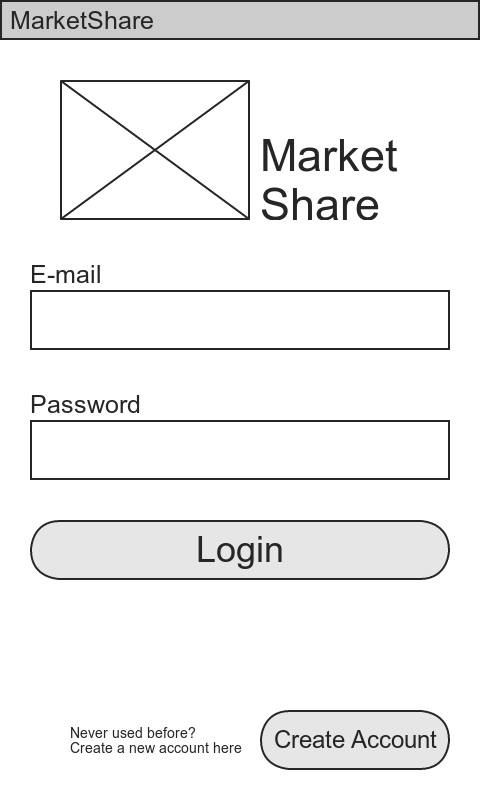 MarketShare
Market
Share
E-mail
Password
Login
Never used before?
Create a new account here
Create Account